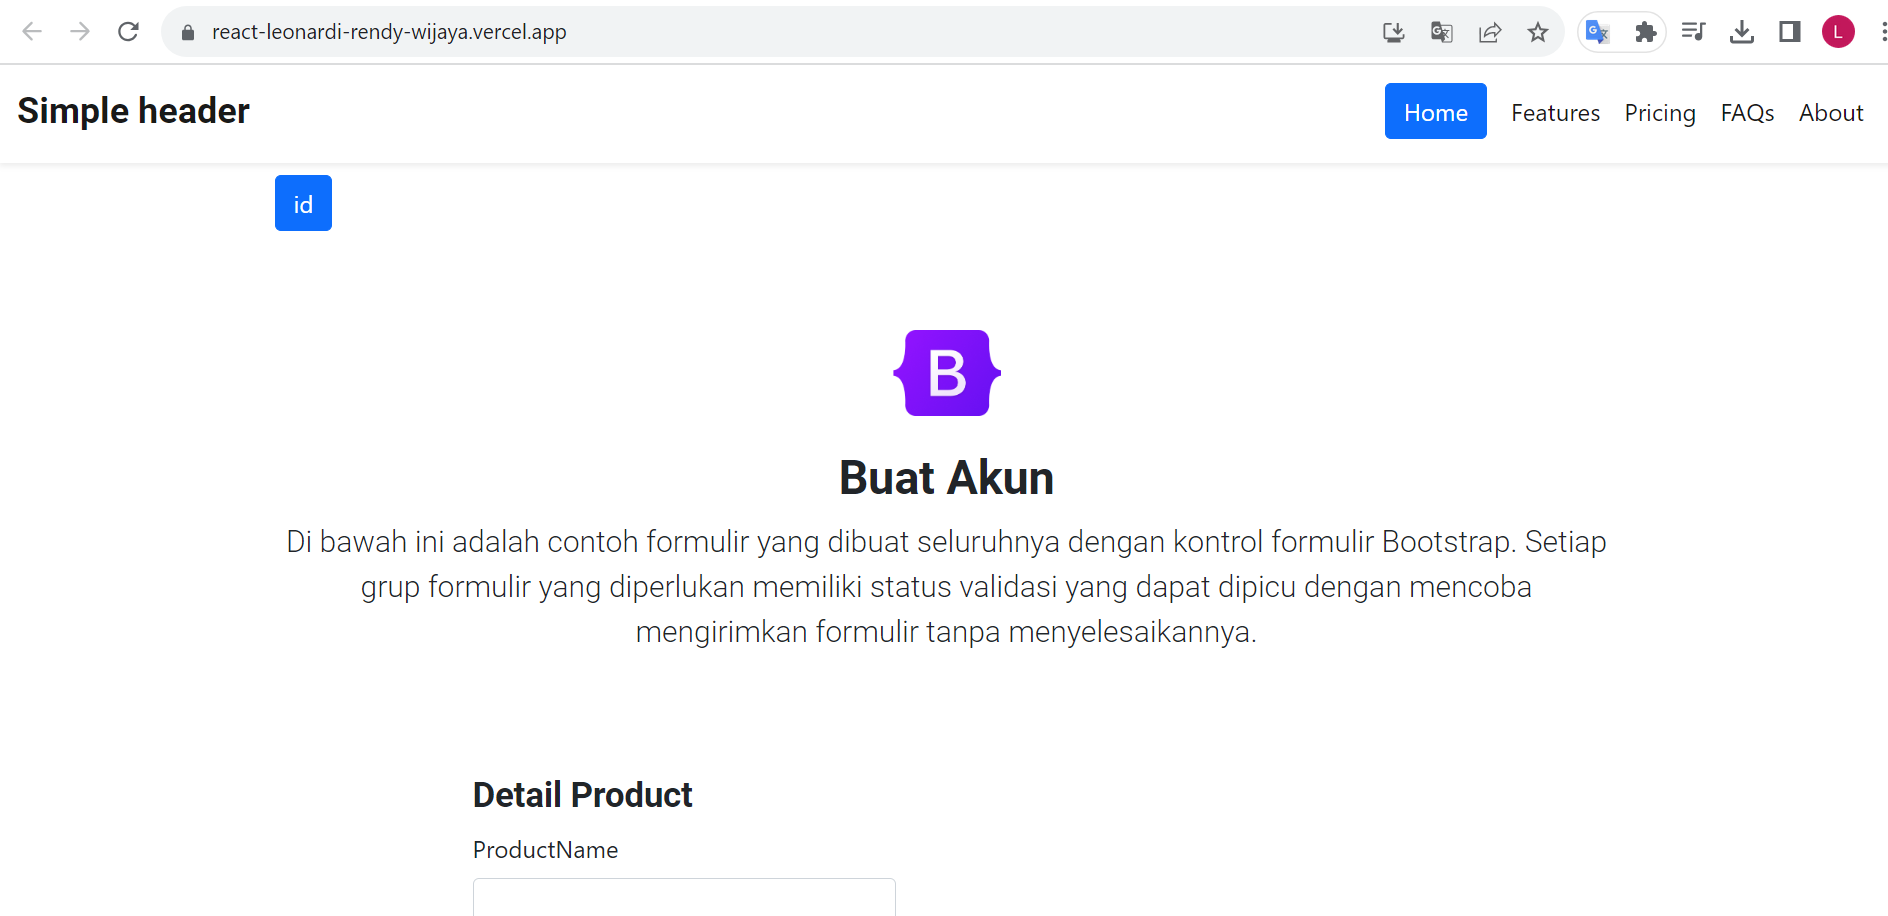 react-leonardi-rendy-wijaya.vercel.app
L
Simple header
Home Features Pricing FAQs About
id
B
Buat Akun
Di bawah ini adalah contoh formulir yang dibuat seluruhnya dengan kontrol formulir Bootstrap. Setiap
grup formulir yang diperlukan memiliki status validasi yang dapat dipicu dengan mencoba
mengirimkan formulir tanpa menyelesaikannya.
Detail Product
ProductName